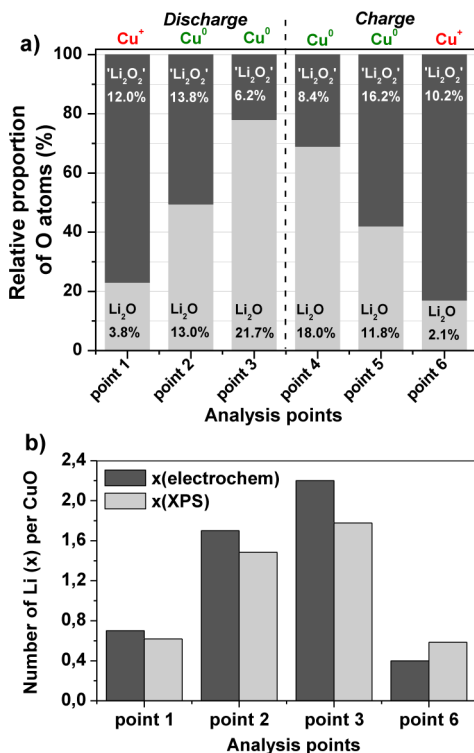 Discharge Charge
a) Cu⁺ Cu⁰ Cu⁰ Cu⁰ Cu⁰ Cu⁺
100
80
60
40
20
0
Relative proportion
of O atoms (%)
'Li₂O₂' 'Li₂O₂' 'Li₂O₂' 'Li₂O₂' 'Li₂O₂' 'Li₂O₂'
12.0% 13.8% 6.2% 8.4% 16.2% 10.2%
Li₂O Li₂O Li₂O Li₂O Li₂O Li₂O
3.8% 13.0% 21.7% 18.0% 11.8% 2.1%
point 1 point 2 point 3 point 4 point 5 point 6
Analysis points
b)
2,4
2,0
1,6
1,2
0,8
0,4
0,0
Number of Li (x) per CuO
x(electrochem)
x(XPS)
point 1 point 2 point 3 point 6
Analysis points